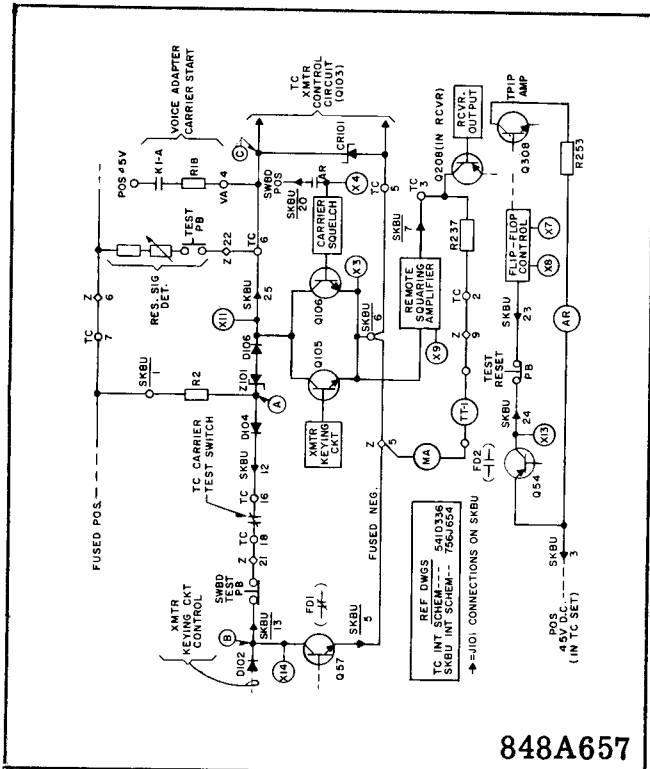 FUSED POS.
TC
7
Z
6
SKBU
1
R2
RES. SIG
DET.
TEST
PB
Z
22
TC
6
POS 45V
K1-A
R18
VA
4
VOICE ADAPTER
CARRIER START
TC
XMTR
CONTROL
CIRCUIT
(Q103)
C
CR101
XMTR
KEYING CKT
CONTROL
D102
B
SKBU
13
X14
SWBD
TEST
PB
Z
21
TC
18
TC CARRIER
TEST SWITCH
TC
16
SKBU
12
D104
A
Z101
D106
X11
SKBU
25
SWBD
POS
SKBU
20
AR
X4
CARRIER
SQUELCH
Q106
Q105
X3
XMTR
KEYING
CKT
FD1
Q57
SKBU
5
FUSED NEG.
Z
5
SKBU
6
TC
5
REMOTE
SQUARING
AMPLIFIER
X9
SKBU
7
TC
3
Q208(IN RCVR)
RCVR.
OUTPUT
MA
TT-1
Z
9
TC
2
R237
FD2
Q54
X13
SKBU
24
TEST
RESET
PB
SKBU
23
FLIP-FLOP
CONTROL
X8
X7
TPIP
AMP
Q308
R253
AR
SKBU
3
POS
45V D.C.
(IN TC SET)
REF DWGS
TC INT SCHEM---- 541D336
SKBU INT SCHEM-- 756J654
=J101 CONNECTIONS ON SKBU
848A657